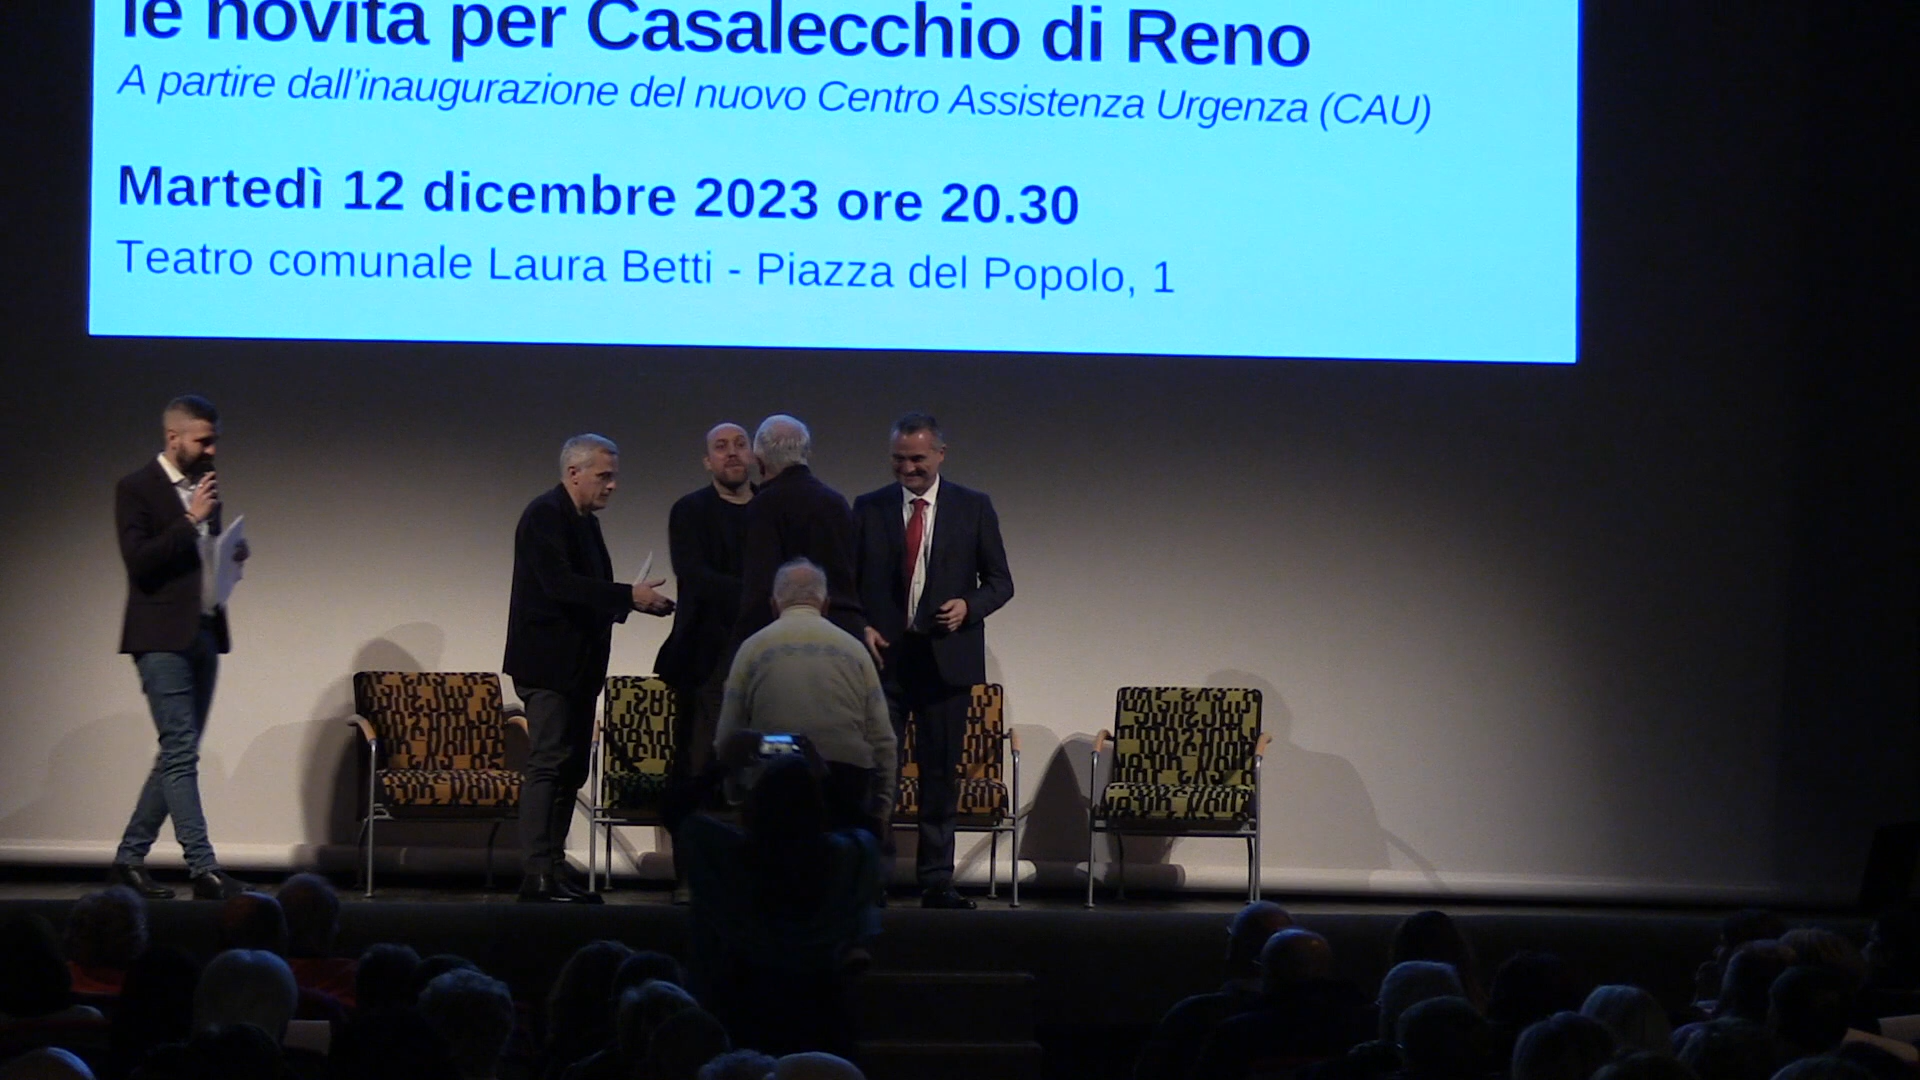 le novità per Casalecchio di Reno
A partire dall'inaugurazione del nuovo Centro Assistenza Urgenza (CAU)
Martedì 12 dicembre 2023 ore 20.30
Teatro comunale Laura Betti - Piazza del Popolo, 1